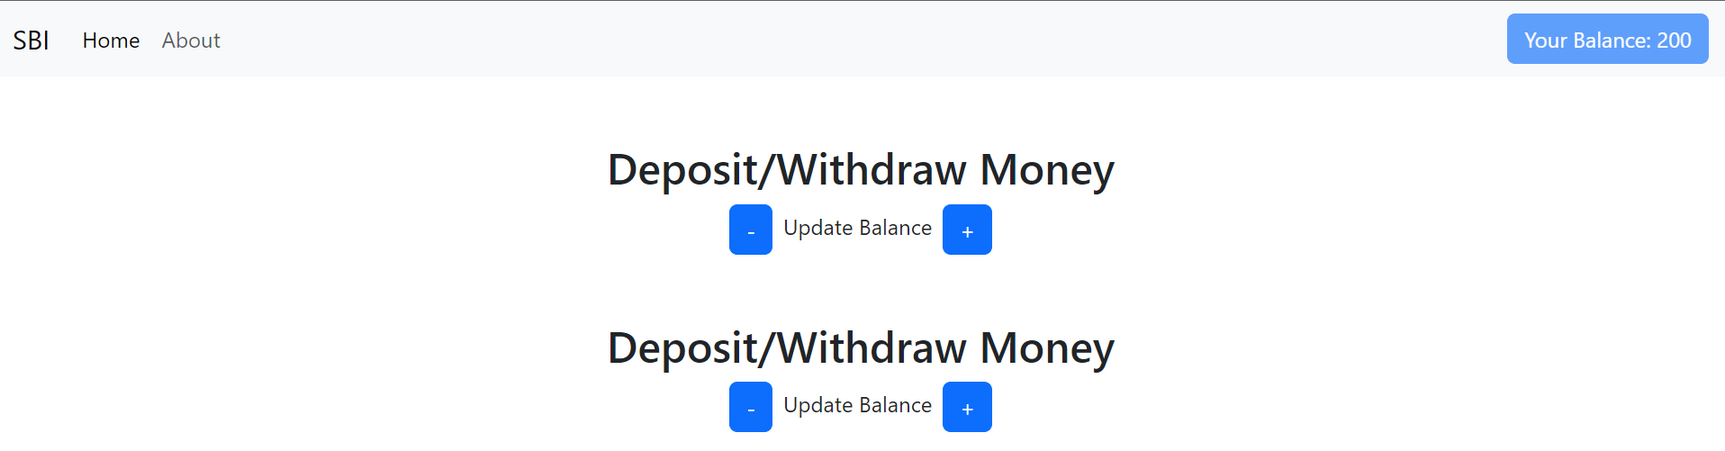 SBI Home About Your Balance: 200
Deposit/Withdraw Money
- Update Balance +
Deposit/Withdraw Money
- Update Balance +